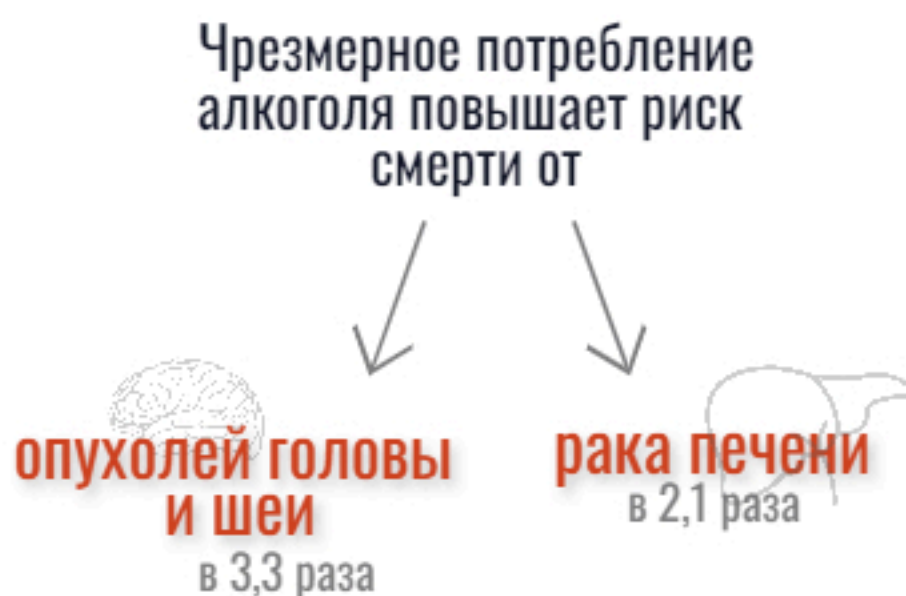 Чрезмерное потребление
алкоголя повышает риск
смерти от
опухолей головы
и шеи
в 3,3 раза
рака печени
в 2,1 раза